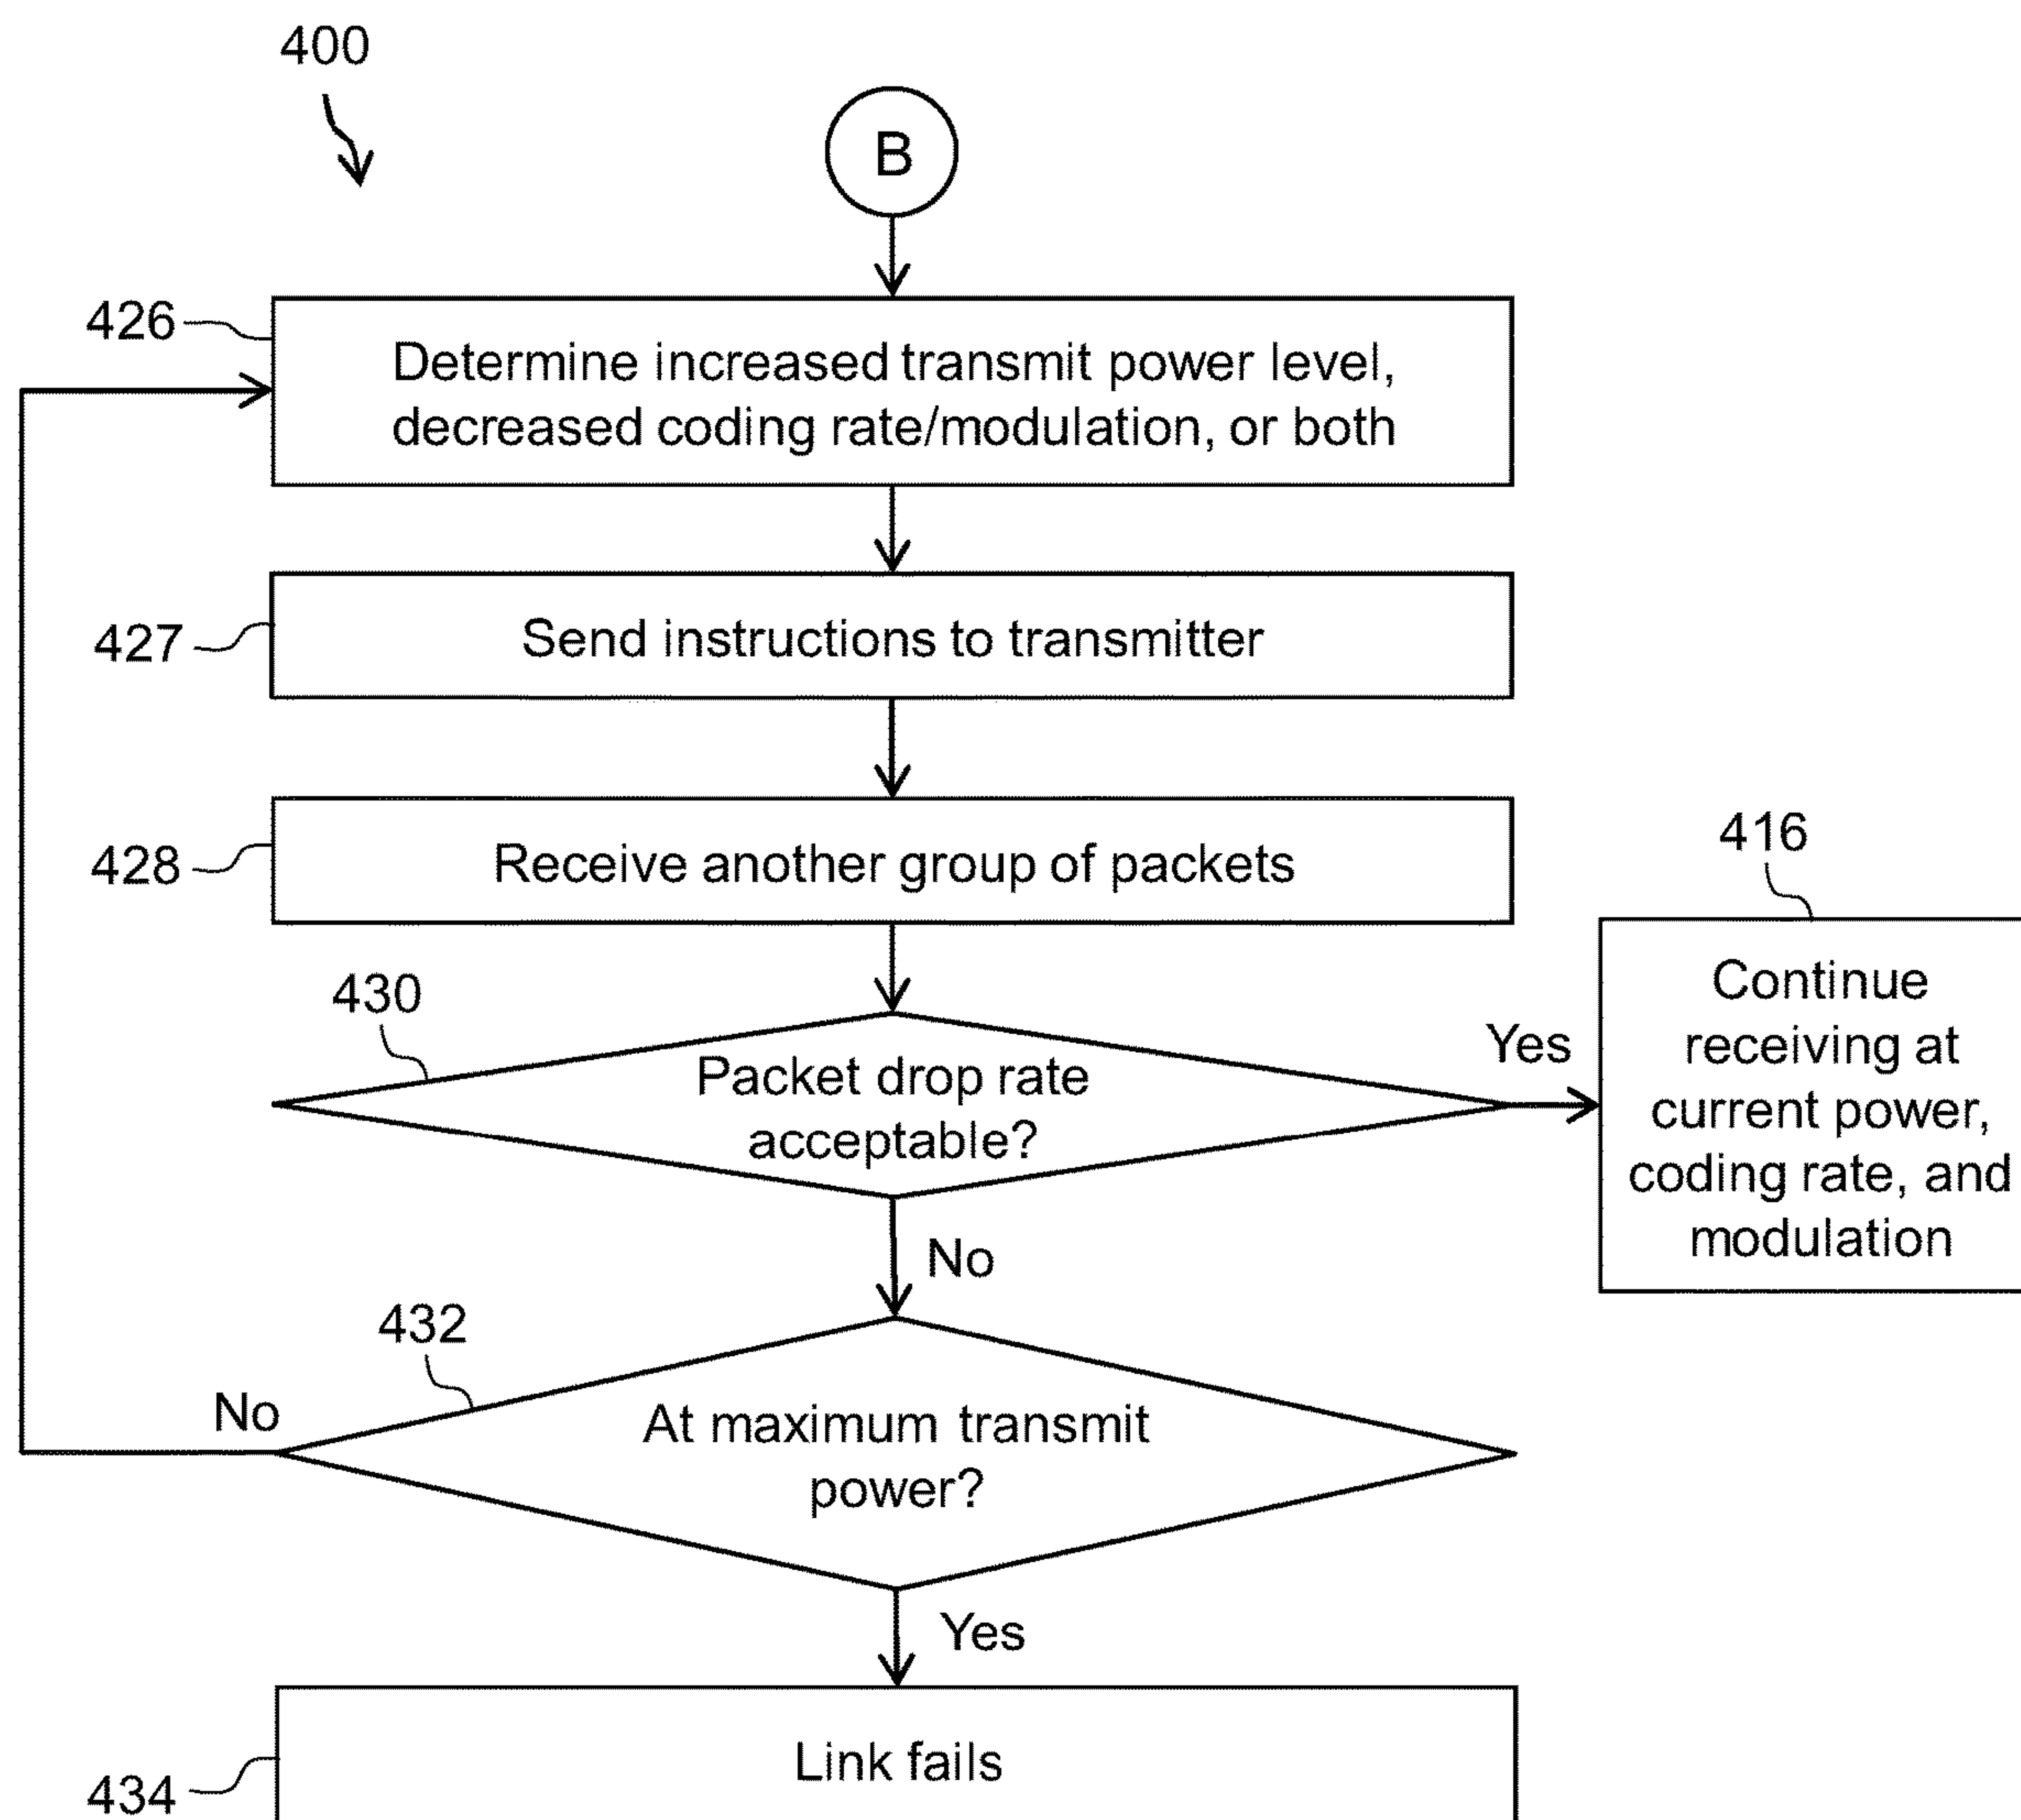 400
B
426
Determine increased transmit power level,
decreased coding rate/modulation, or both
427
Send instructions to transmitter
428
Receive another group of packets
416
Continue
receiving at
current power,
coding rate, and
modulation
430
Packet drop rate
acceptable?
Yes
No
432
At maximum transmit
power?
No
Yes
434
Link fails